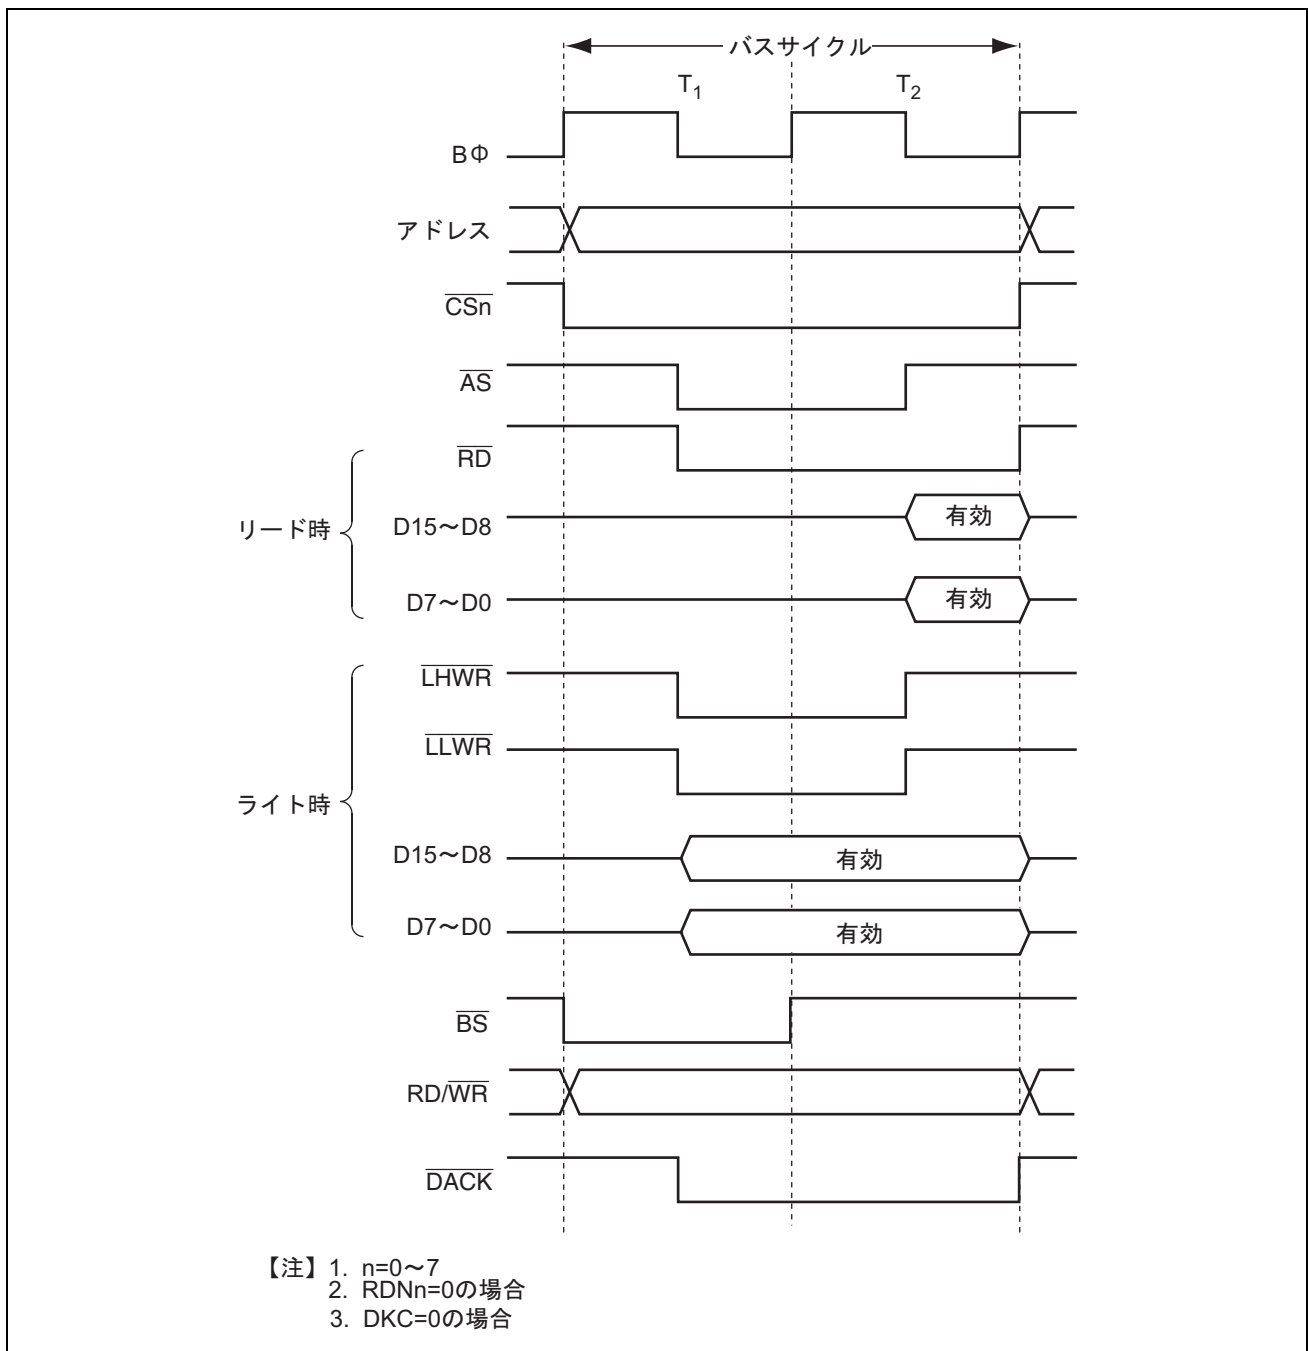 バスサイクル
T1 T2
BΦ
アドレス
CSn
AS
RD
リード時
D15～D8 有効
D7～D0 有効
LHWR
LLWR
ライト時
D15～D8 有効
D7～D0 有効
BS
RD/WR
DACK
【注】 1. n=0～7
2. RDNn=0の場合
3. DKC=0の場合